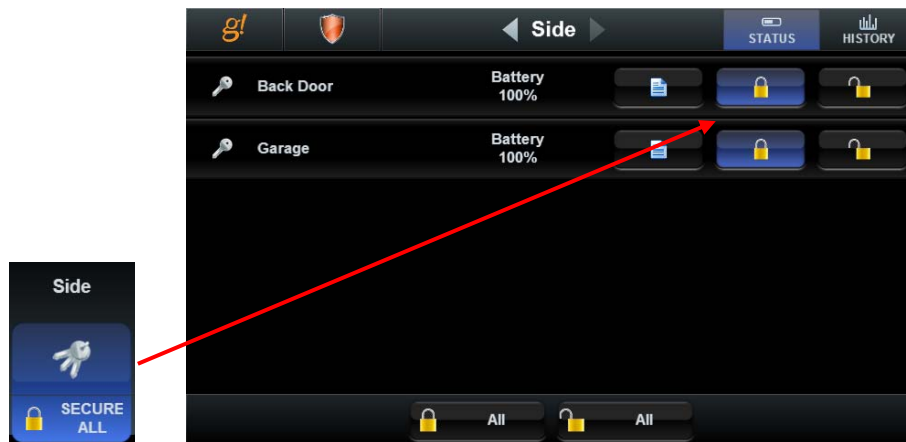 g!
Side
STATUS
HISTORY
Back Door
Battery
100%
Garage
Battery
100%
Side
SECURE
ALL
All
All